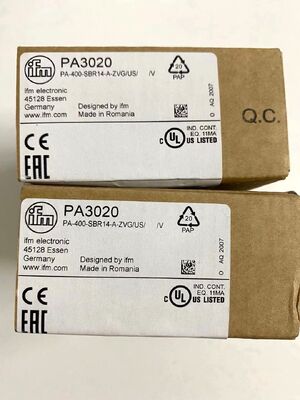 ifm
PA3020
PA-400-SBR14-A-ZVG/US/ /V
20
PAP
ifm electronic
45128 Essen
Germany
www.ifm.com
Designed by ifm
Made in Romania
D AQ 2007
Q.C.
CE
EAC
C UL US LISTED
IND. CONT.
EQ. 11MA
ifm
PA3020
PA-400-SBR14-A-ZVG/US/ /V
20
PAP
ifm electronic
45128 Essen
Germany
www.ifm.com
Designed by ifm
Made in Romania
D AQ 2007
CE
EAC
C UL US LISTED
IND. CONT.
EQ. 11MA